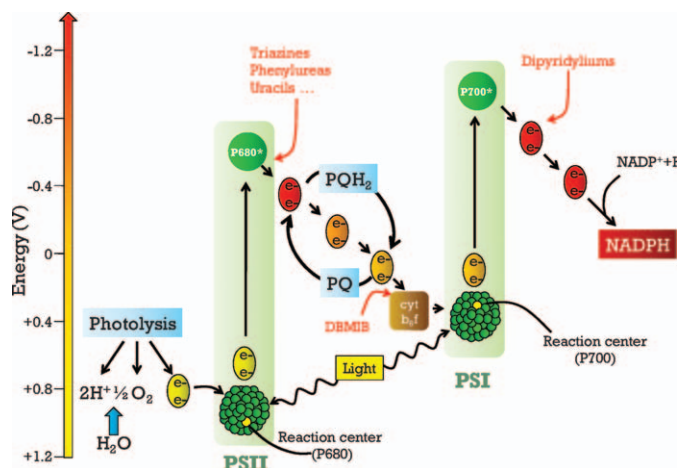 Energy (V)
-1.2
-0.8
-0.4
0
+0.4
+0.8
+1.2
Triazines
Phenylureas
Uracils ...
Dipyridyliums
P680*
P700*
e-
e-
PQH₂
e-
e-
PQ
e-
e-
DBMIB
cyt
b₆f
e-
e-
e-
e-
NADP⁺+H
NADPH
e-
e-
Photolysis
2H⁺ ½ O₂
H₂O
e-
e-
e-
e-
Light
Reaction center
(P700)
PSI
Reaction center
(P680)
PSII